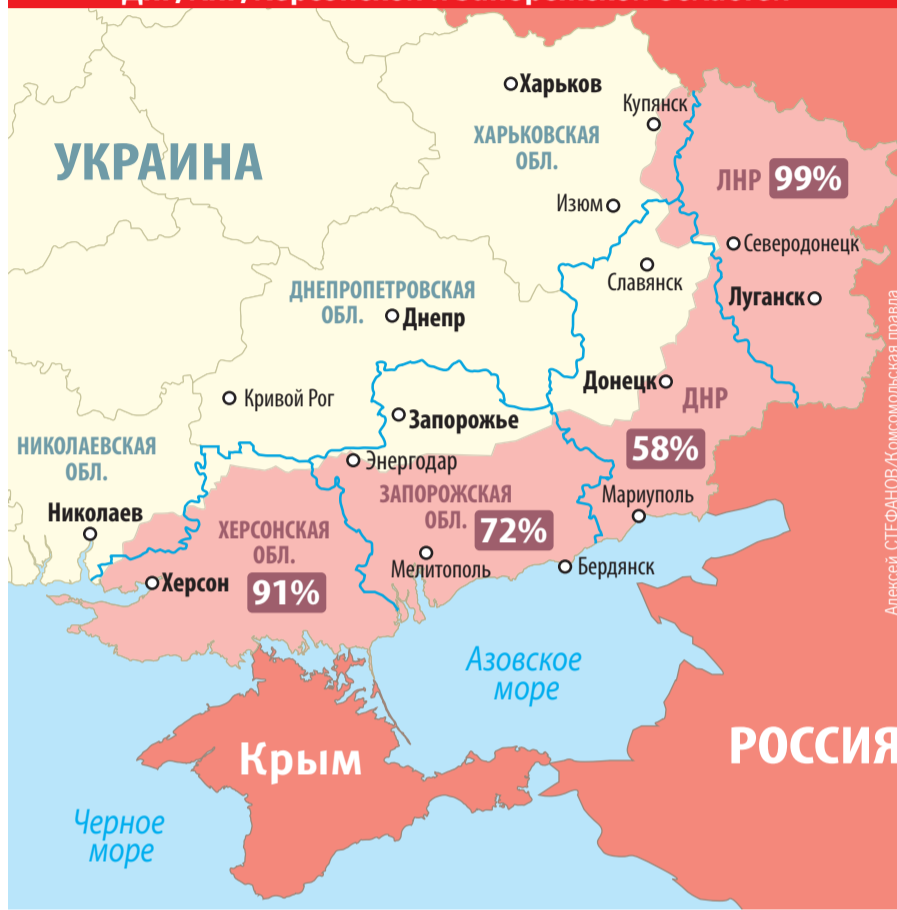 Харьков
Купянск
УКРАИНА
ХАРЬКОВСКАЯ
ОБЛ.
ЛНР 99%
Изюм
Северодонецк
Славянск
ДНЕПРОПЕТРОВСКАЯ
ОБЛ.
Днепр
Луганск
Донецк
ДНР
58%
Кривой Рог
Запорожье
НИКОЛАЕВСКАЯ
ОБЛ.
Энергодар
ЗАПОРОЖСКАЯ
ОБЛ. 72%
Мариуполь
Николаев
ХЕРСОНСКАЯ
ОБЛ.
91%
Херсон
Мелитополь
Бердянск
Азовское
море
РОССИЯ
Крым
Черное
море
Алексей СТЕФАНОВ/Комсомольская правда